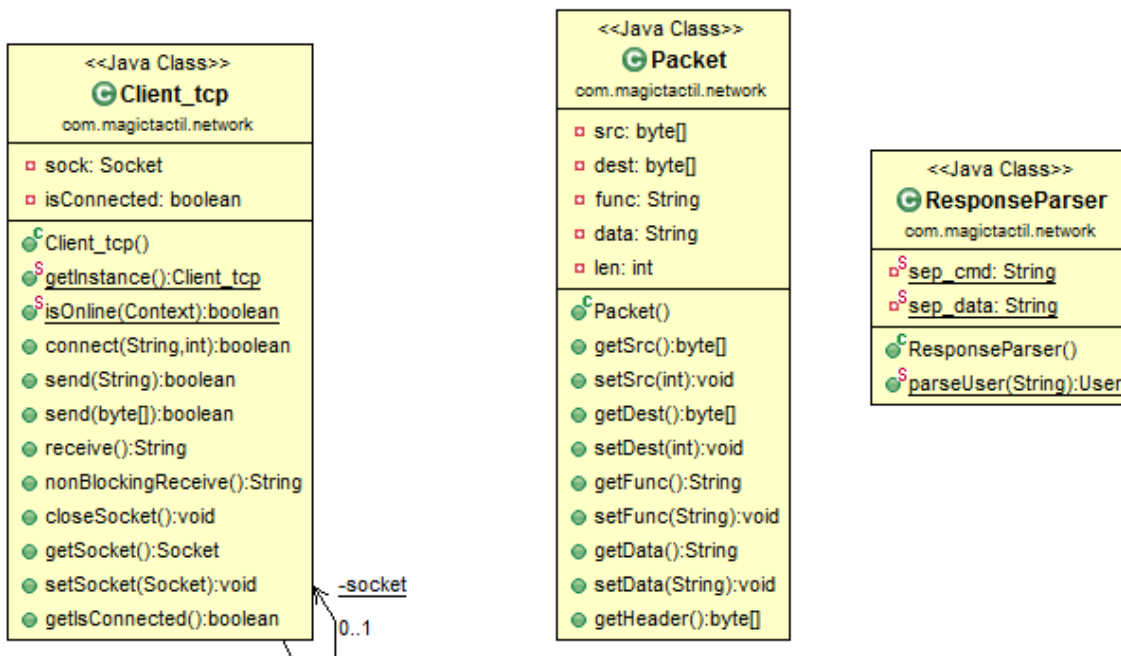 <<Java Class>>
Client_tcp
com.magictactil.network
sock: Socket
isConnected: boolean
Client_tcp()
getInstance():Client_tcp
isOnline(Context):boolean
connect(String,int):boolean
send(String):boolean
send(byte[]):boolean
receive():String
nonBlockingReceive():String
closeSocket():void
getSocket():Socket
setSocket(Socket):void
getIsConnected():boolean
-socket
0..1
<<Java Class>>
Packet
com.magictactil.network
src: byte[]
dest: byte[]
func: String
data: String
len: int
Packet()
getSrc():byte[]
setSrc(int):void
getDest():byte[]
setDest(int):void
getFunc():String
setFunc(String):void
getData():String
setData(String):void
getHeader():byte[]
<<Java Class>>
ResponseParser
com.magictactil.network
sep_cmd: String
sep_data: String
ResponseParser()
parseUser(String):User